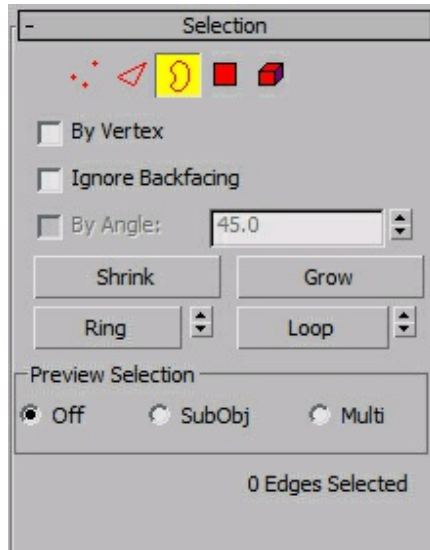 - Selection
By Vertex
Ignore Backfacing
By Angle: 45.0
Shrink Grow
Ring Loop
Preview Selection
Off SubObj Multi
0 Edges Selected